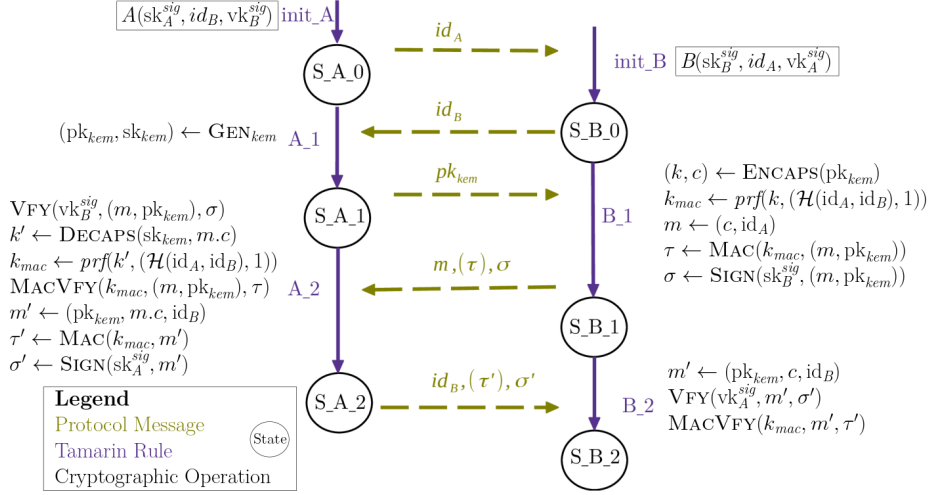 A(sk_A^sig, id_B, vk_B^sig)
init_A
id_A
S_A_0
init_B
B(sk_B^sig, id_A, vk_A^sig)
id_B
S_B_0
(pk_kem, sk_kem) ← GEN_kem
A_1
pk_kem
(k, c) ← ENCAPS(pk_kem)
k_mac ← prf(k, (H(id_A, id_B), 1))
m ← (c, id_A)
τ ← MAC(k_mac, (m, pk_kem))
σ ← SIGN(sk_B^sig, (m, pk_kem))
B_1
S_A_1
VFY(vk_B^sig, (m, pk_kem), σ)
k′ ← DECAPS(sk_kem, m.c)
k_mac ← prf(k′, (H(id_A, id_B), 1))
MACVFY(k_mac, (m, pk_kem), τ)
m′ ← (pk_kem, m.c, id_B)
τ′ ← MAC(k_mac, m′)
σ′ ← SIGN(sk_A^sig, m′)
A_2
m ,(τ), σ
S_B_1
S_A_2
id_B ,(τ'), σ'
B_2
m′ ← (pk_kem, c, id_B)
VFY(vk_A^sig, m′, σ′)
MACVFY(k_mac, m′, τ′)
S_B_2
Legend
Protocol Message
Tamarin Rule
Cryptographic Operation
State